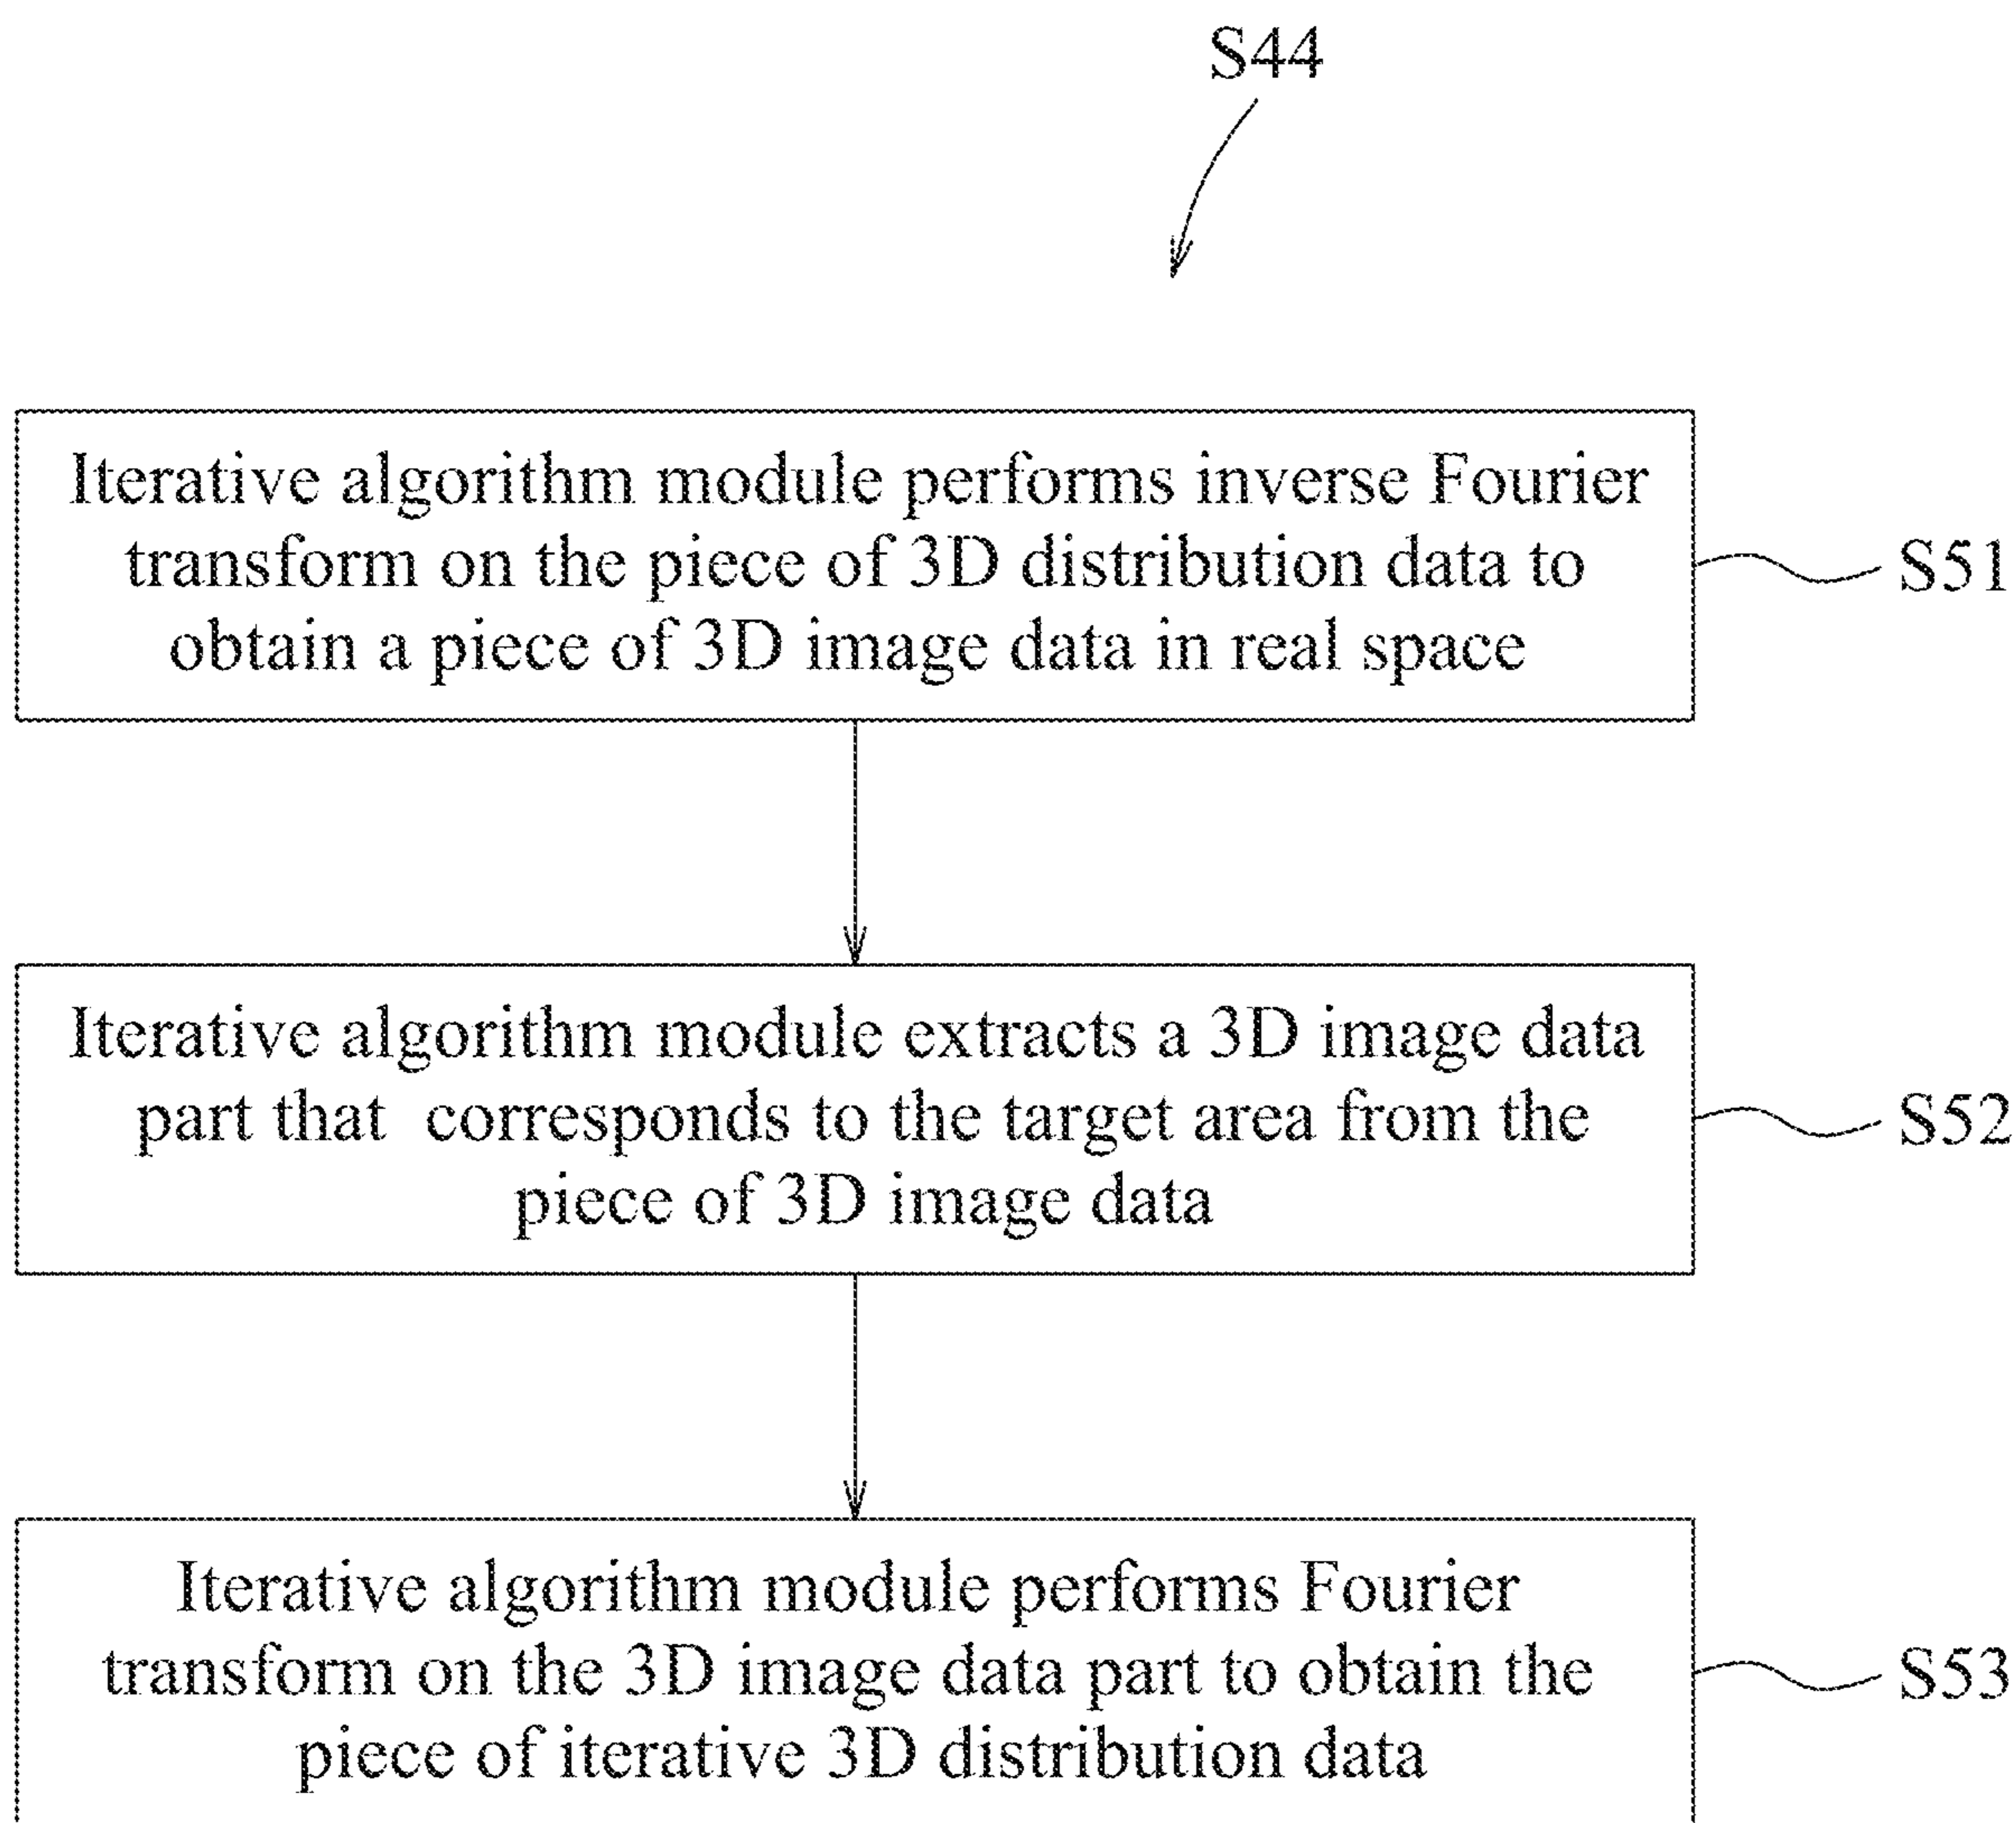 S44
Iterative algorithm module performs inverse Fourier
transform on the piece of 3D distribution data to
obtain a piece of 3D image data in real space
S51
Iterative algorithm module extracts a 3D image data
part that corresponds to the target area from the
piece of 3D image data
S52
Iterative algorithm module performs Fourier
transform on the 3D image data part to obtain the
piece of iterative 3D distribution data
S53